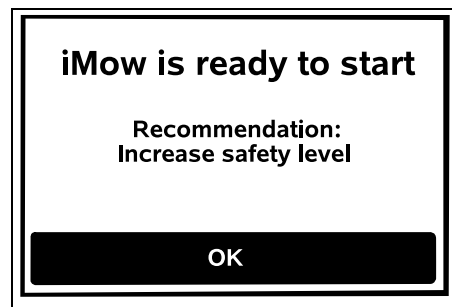 iMow is ready to start
Recommendation:
Increase safety level
OK